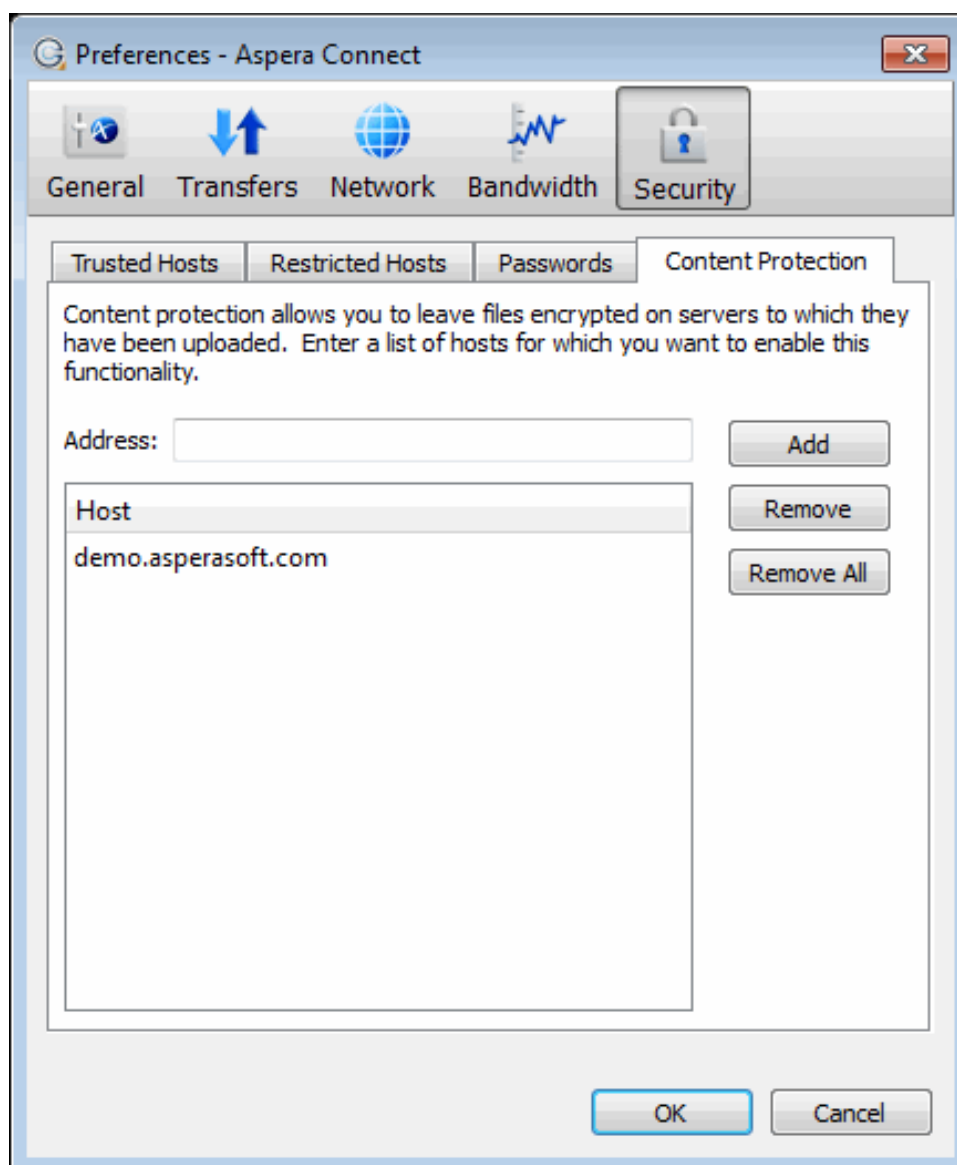 Preferences - Aspera Connect
General Transfers Network Bandwidth Security
Trusted Hosts Restricted Hosts Passwords Content Protection
Content protection allows you to leave files encrypted on servers to which they
have been uploaded. Enter a list of hosts for which you want to enable this
functionality.
Address: Add
Host Remove
demo.asperasoft.com Remove All
OK Cancel